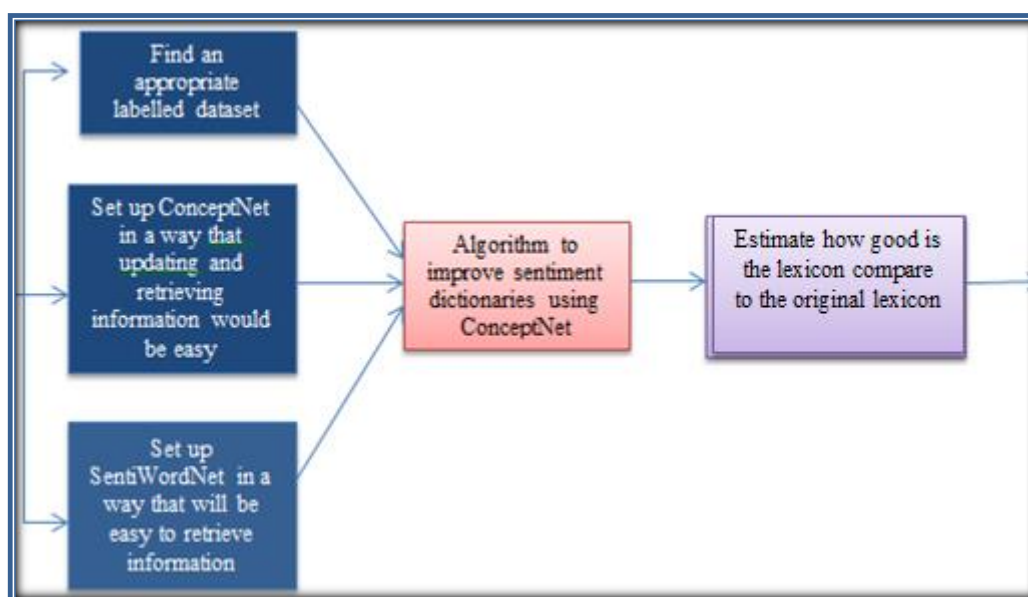 Find an
appropriate
labelled dataset
Set up ConceptNet
in a way that
updating and
retrieving
information would
be easy
Set up
SentiWordNet in a
way that will be
easy to retrieve
information
Algorithm to
improve sentiment
dictionaries using
ConceptNet
Estimate how good is
the lexicon compare
to the original lexicon